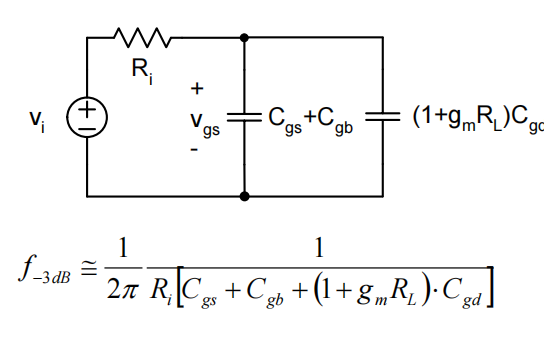 R_i
+
v_i
v_gs
-
C_gs+C_gb
(1+g_mR_L)C_gd
f_-3dB ≅ 1/2π 1/R_i[C_gs + C_gb + (1 + g_mR_L)·C_gd]